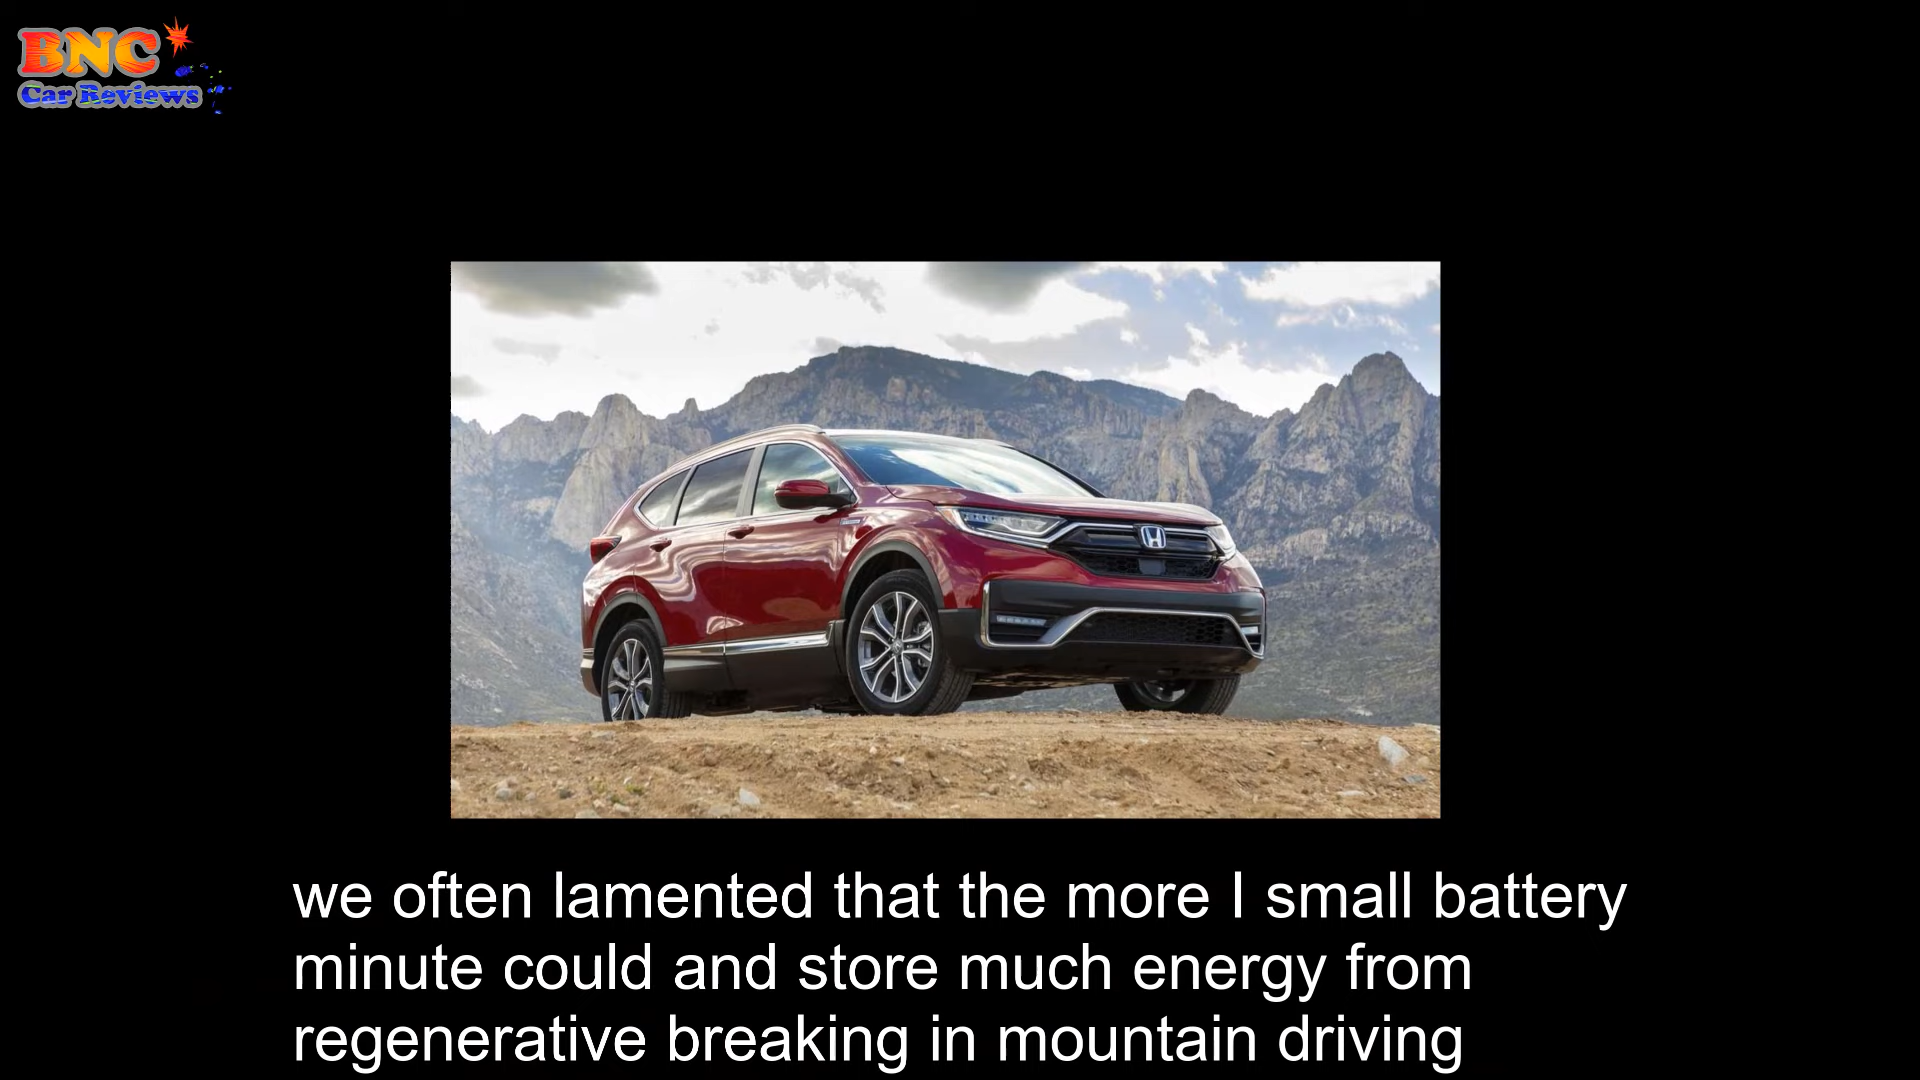 BNC
Car Reviews
we often lamented that the more I small battery
minute could and store much energy from
regenerative breaking in mountain driving